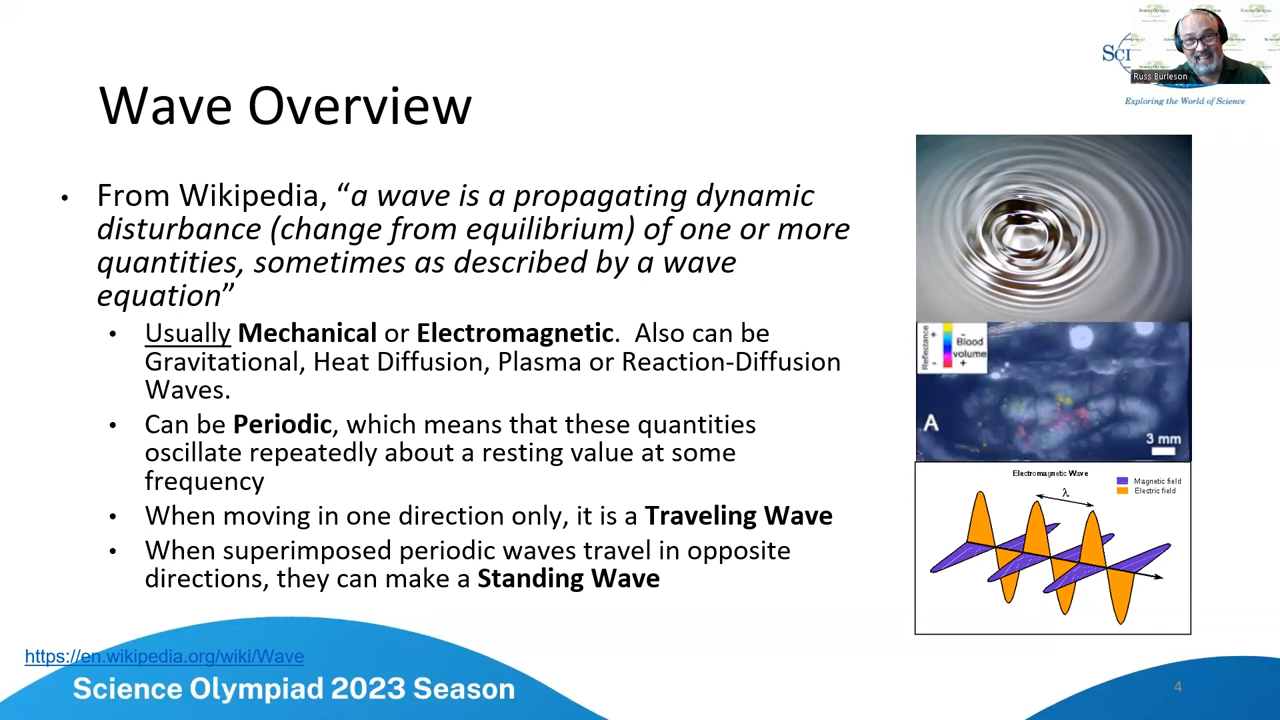 Wave Overview
• From Wikipedia, “a wave is a propagating dynamic
disturbance (change from equilibrium) of one or more
quantities, sometimes as described by a wave
equation”
• Usually Mechanical or Electromagnetic. Also can be
Gravitational, Heat Diffusion, Plasma or Reaction-Diffusion
Waves.
• Can be Periodic, which means that these quantities
oscillate repeatedly about a resting value at some
frequency
• When moving in one direction only, it is a Traveling Wave
• When superimposed periodic waves travel in opposite
directions, they can make a Standing Wave
https://en.wikipedia.org/wiki/Wave
Science Olympiad 2023 Season
Russ Burleson
Exploring the World of Science
Reflectance
- +
Blood
volume
+
A
3 mm
Electromagnetic Wave
λ
Magnetic field
Electric field
4